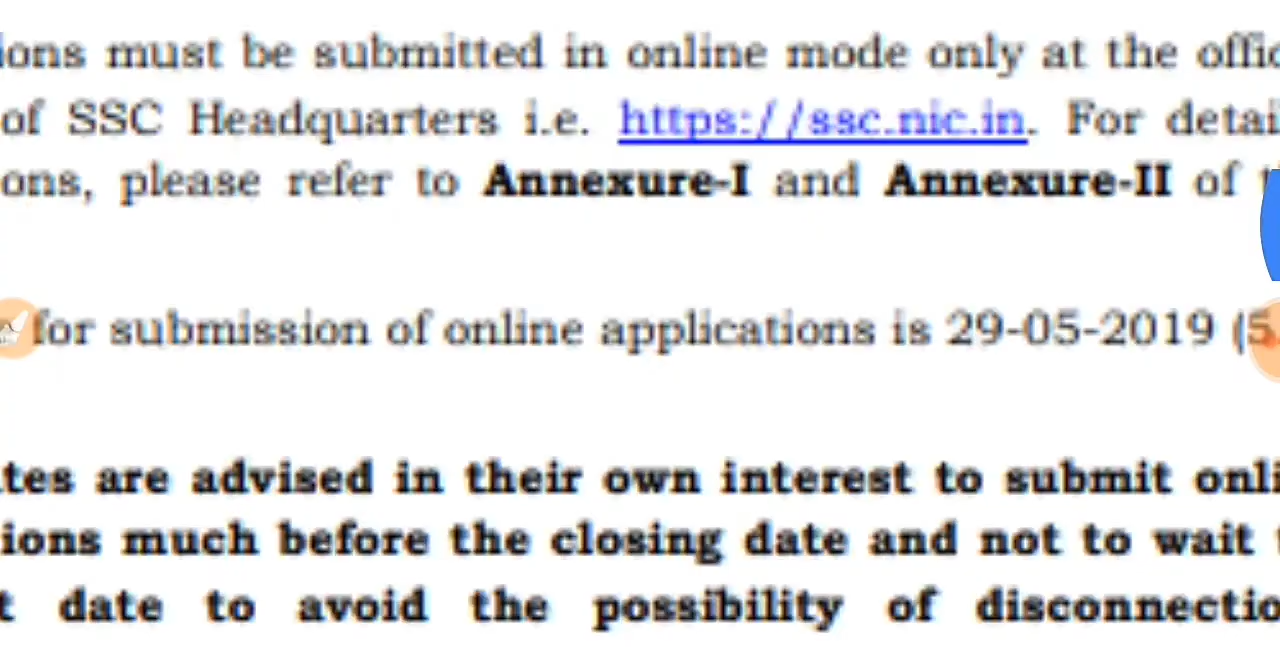 ions must be submitted in online mode only at the offic
of SSC Headquarters i.e. https://ssc.nic.in. For detai
ons, please refer to Annexure-I and Annexure-II of
for submission of online applications is 29-05-2019 (5.
tes are advised in their own interest to submit onli
ions much before the closing date and not to wait
t date to avoid the possibility of disconnectio